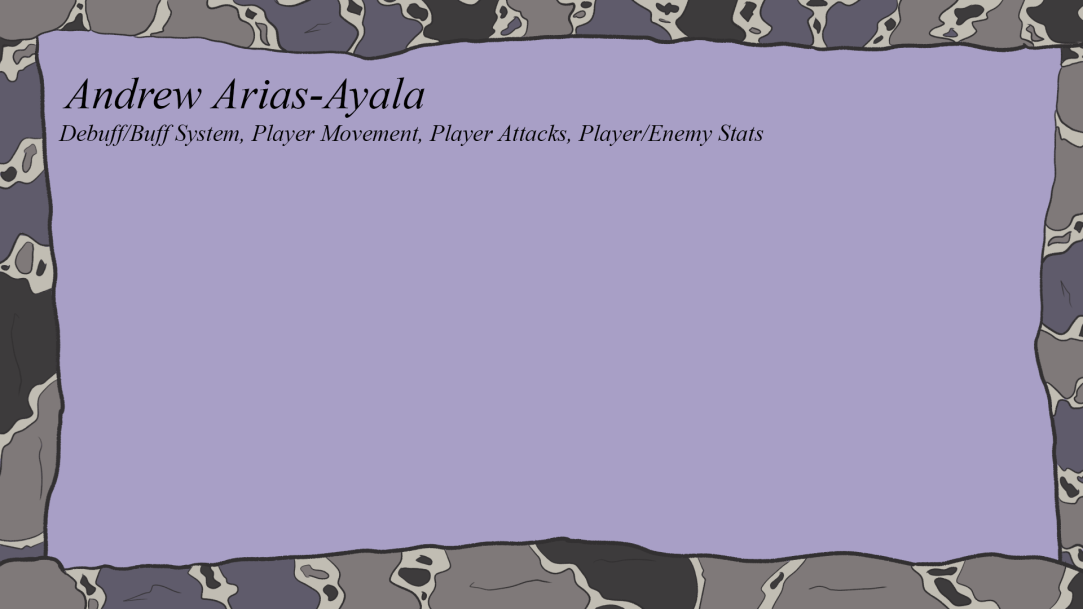 Andrew Arias-Ayala
Debuff/Buff System, Player Movement, Player Attacks, Player/Enemy Stats